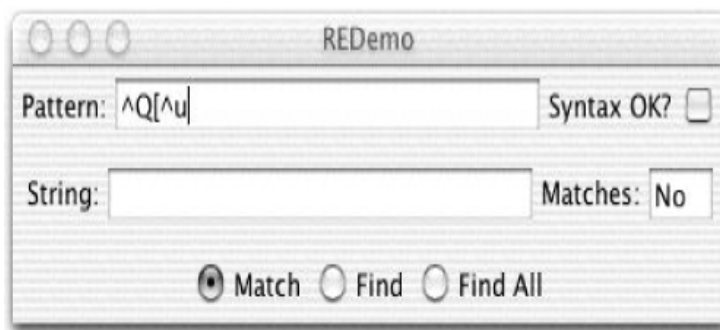 REDemo
Pattern: ^Q[^u Syntax OK?
String: Matches: No
Match Find Find All